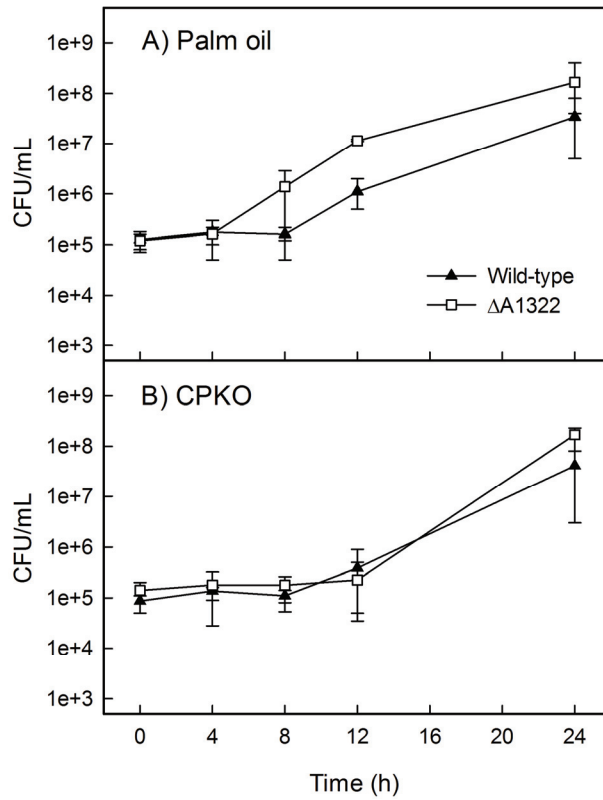 A) Palm oil
1e+9
1e+8
1e+7
1e+6
1e+5
1e+4
1e+3
CFU/mL
Wild-type
ΔA1322
B) CPKO
1e+9
1e+8
1e+7
1e+6
1e+5
1e+4
1e+3
CFU/mL
0 4 8 12 16 20 24
Time (h)